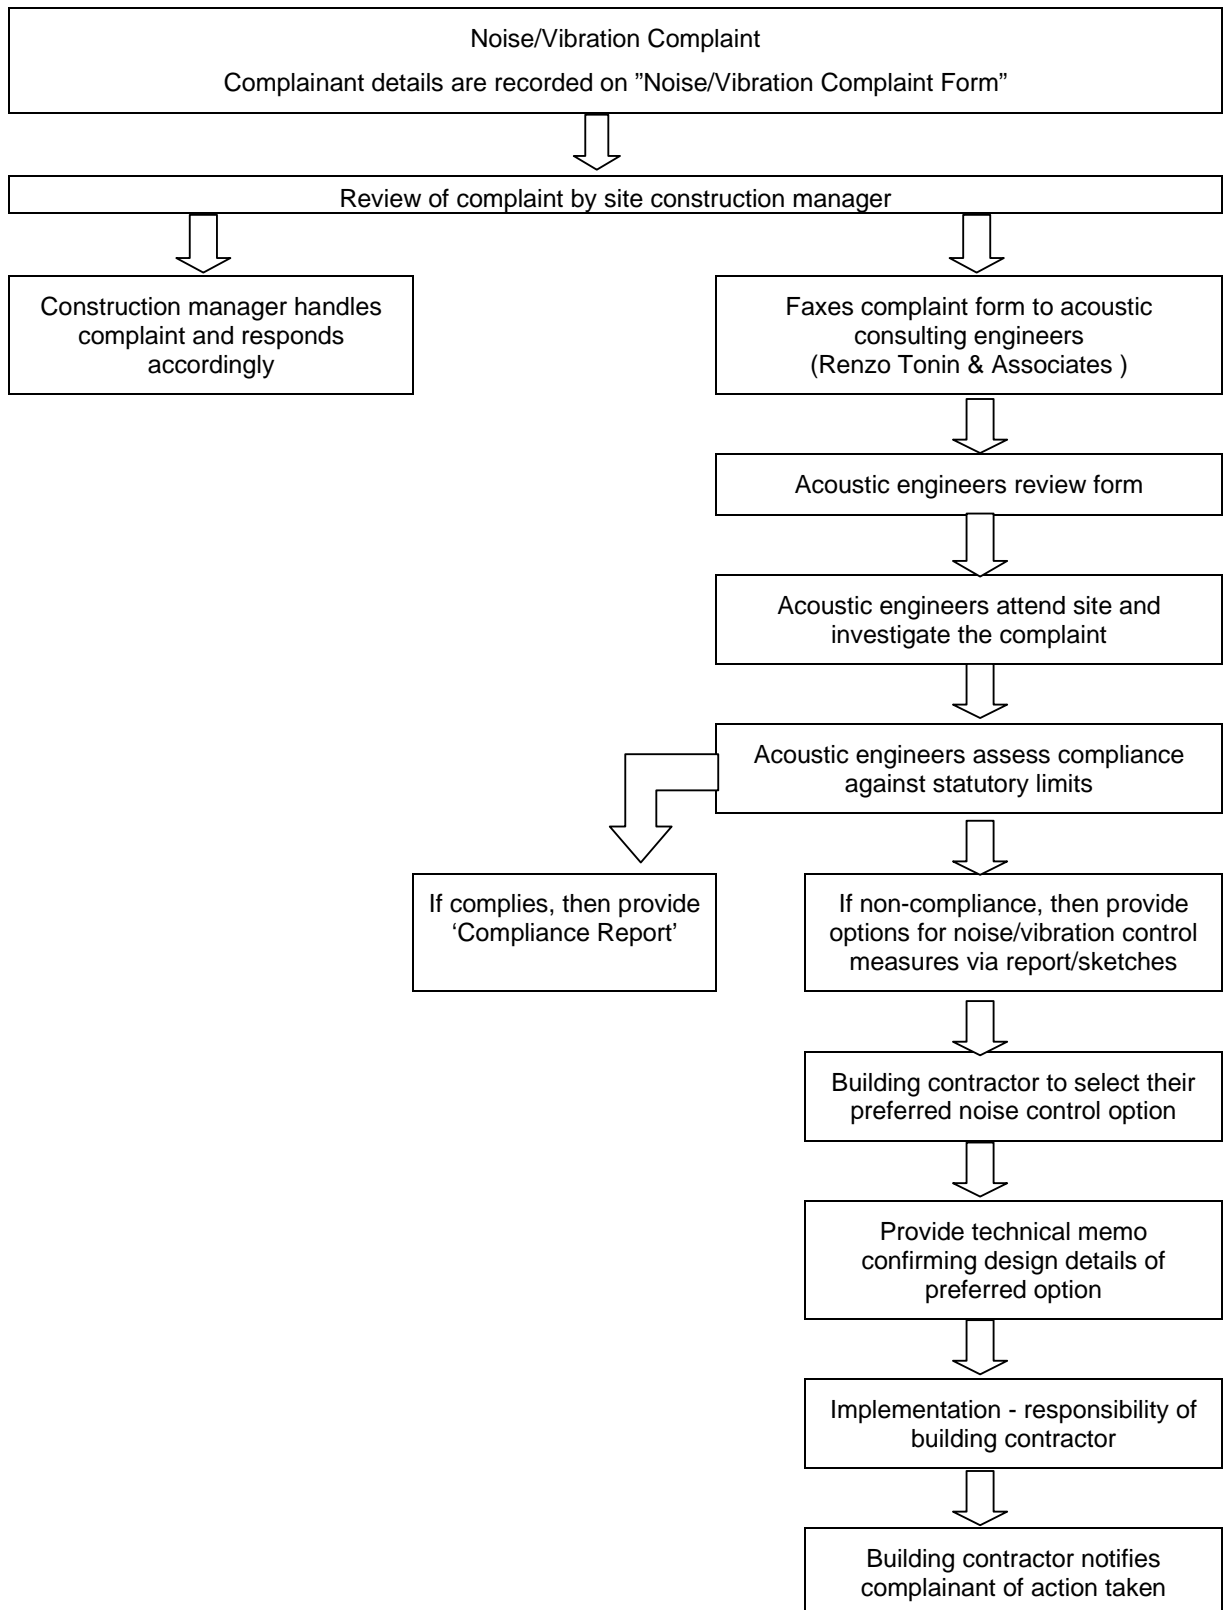 Noise/Vibration Complaint
Complainant details are recorded on ”Noise/Vibration Complaint Form”
Review of complaint by site construction manager
Construction manager handles
complaint and responds
accordingly
Faxes complaint form to acoustic
consulting engineers
(Renzo Tonin & Associates )
Acoustic engineers review form
Acoustic engineers attend site and
investigate the complaint
Acoustic engineers assess compliance
against statutory limits
If complies, then provide
‘Compliance Report’
If non-compliance, then provide
options for noise/vibration control
measures via report/sketches
Building contractor to select their
preferred noise control option
Provide technical memo
confirming design details of
preferred option
Implementation - responsibility of
building contractor
Building contractor notifies
complainant of action taken